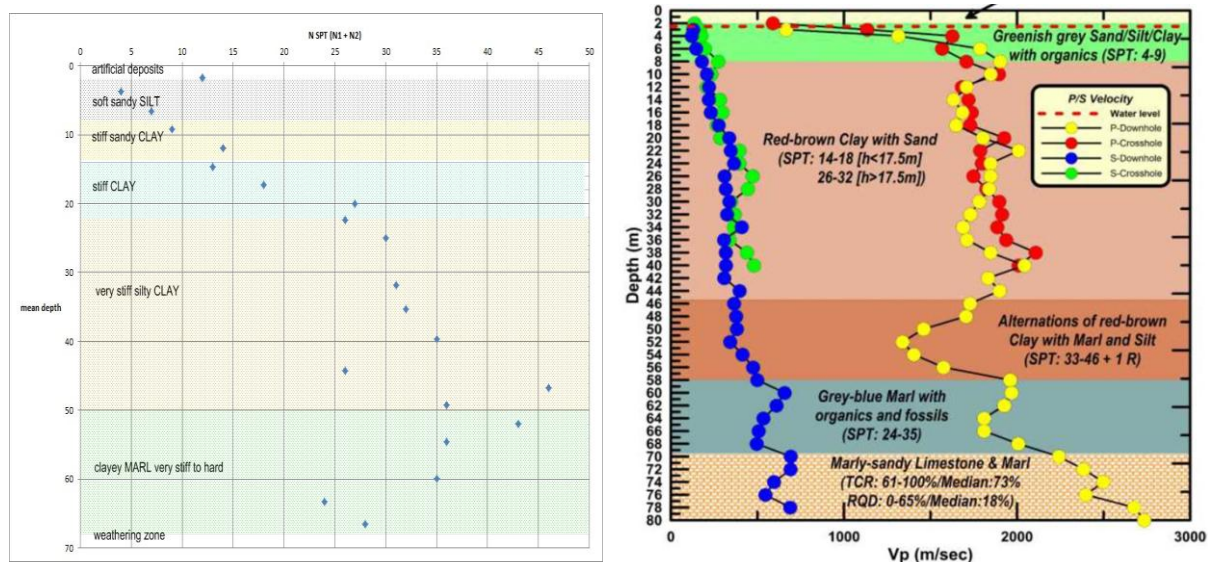 N SPT (N1 + N2)
0 5 10 15 20 25 30 35 40 45 50
0
artificial deposits
soft sandy SILT
10
stiff sandy CLAY
stiff CLAY
20
30
very stiff silty CLAY
mean depth
40
50
clayey MARL very stiff to hard
60
weathering zone
70
0
2
4
6
8
10
12
14
16
18
20
22
24
26
28
30
32
34
36
38
40
42
44
46
48
50
52
54
56
58
60
62
64
66
68
70
72
74
76
78
80
Depth (m)
Greenish grey Sand/Silt/Clay
with organics (SPT: 4-9)
P/S Velocity
Water level
P-Downhole
P-Crosshole
S-Downhole
S-Crosshole
Red-brown Clay with Sand
(SPT: 14-18 [h<17.5m]
26-32 [h>17.5m])
Alternations of red-brown
Clay with Marl and Silt
(SPT: 33-46 + 1 R)
Grey-blue Marl with
organics and fossils
(SPT: 24-35)
Marly-sandy Limestone & Marl
(TCR: 61-100%/Median:73%
RQD: 0-65%/Median:18%)
0 1000 2000 3000
Vp (m/sec)